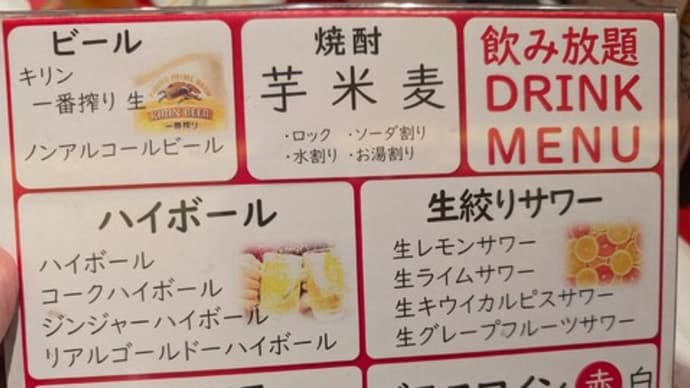 ビール
キリン
一番搾り 生
KIRIN BEER
一番搾り
ノンアルコールビール
焼酎
芋 米 麦
・ロック ・ソーダ割り
・水割り ・お湯割り
飲み放題
DRINK
MENU
ハイボール
ハイボール
コークハイボール
ジンジャーハイボール
リアルゴールドーハイボール
生絞りサワー
生レモンサワー
生ライムサワー
生キウイカルピスサワー
生グレープフルーツサワー
赤 白